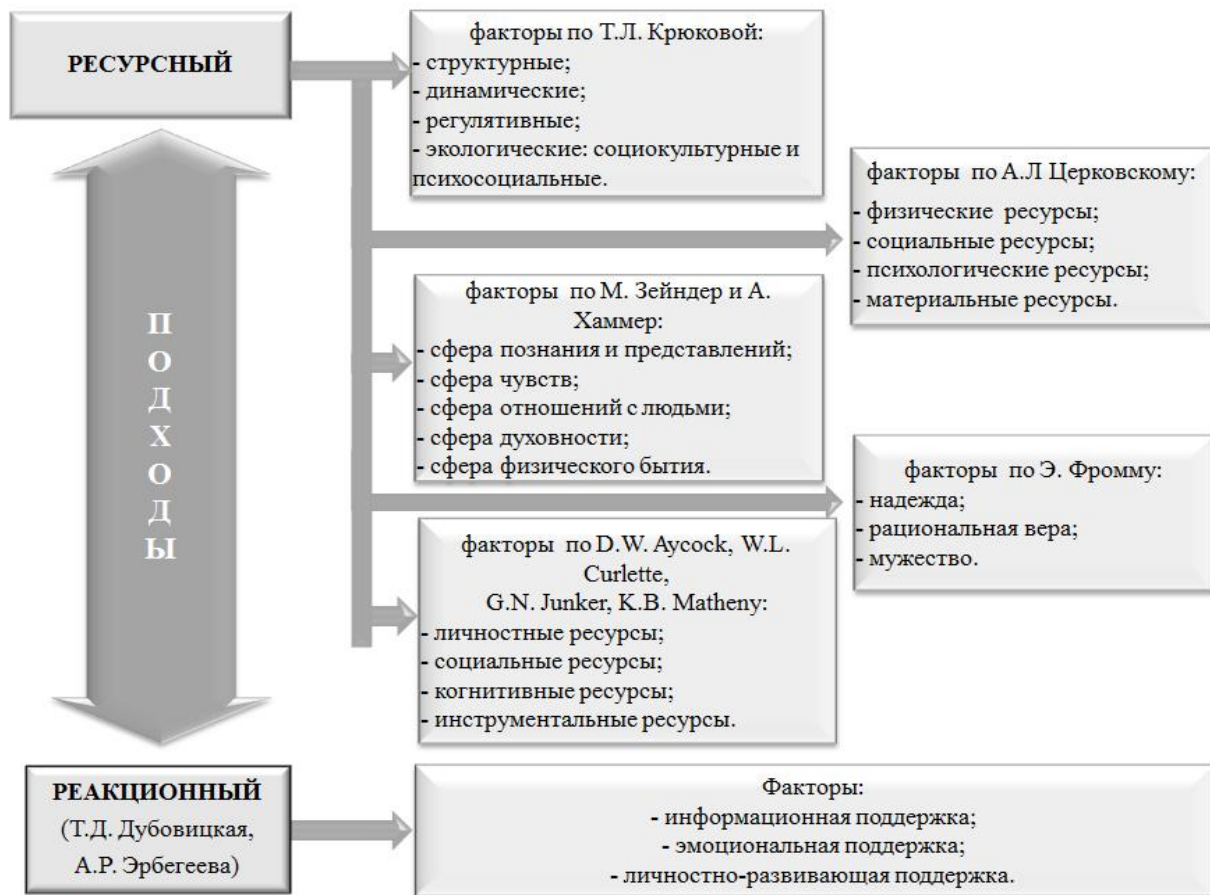 РЕСУРСНЫЙ
факторы по Т.Л. Крюковой:
- структурные;
- динамические;
- регулятивные;
- экологические: социокультурные и
психосоциальные.
факторы по А.Л Церковскому:
- физические ресурсы;
- социальные ресурсы;
- психологические ресурсы;
- материальные ресурсы.
ПОДХОДЫ
факторы по М. Зейндер и А.
Хаммер:
- сфера познания и представлений;
- сфера чувств;
- сфера отношений с людьми;
- сфера духовности;
- сфера физического бытия.
факторы по Э. Фромму:
- надежда;
- рациональная вера;
- мужество.
факторы по D.W. Aycock, W.L.
Curlette,
G.N. Junker, K.B. Matheny:
- личностные ресурсы;
- социальные ресурсы;
- когнитивные ресурсы;
- инструментальные ресурсы.
РЕАКЦИОННЫЙ
(Т.Д. Дубовицкая,
А.Р. Эрбегеева)
Факторы:
- информационная поддержка;
- эмоциональная поддержка;
- личностно-развивающая поддержка.